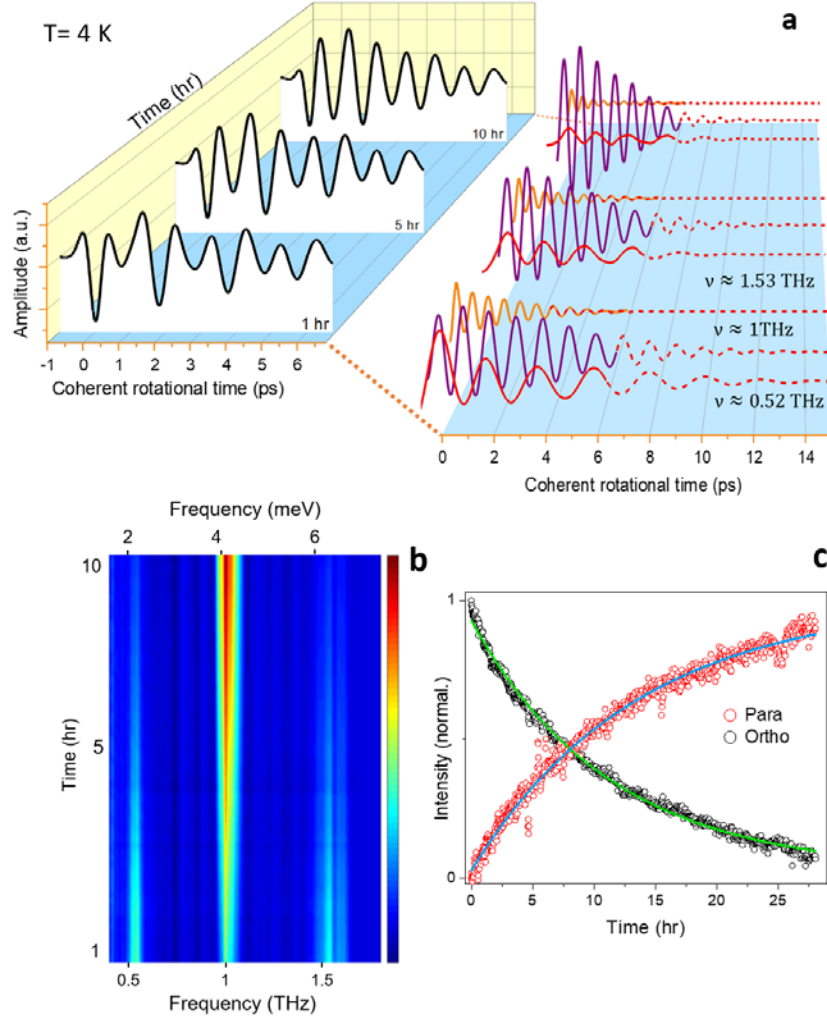 T= 4 K
a
Time (hr)
10 hr
5 hr
1 hr
Amplitude (a.u.)
-1 0 1 2 3 4 5 6
Coherent rotational time (ps)
ν ≈ 1.53 THz
ν ≈ 1THz
ν ≈ 0.52 THz
0 2 4 6 8 10 12 14
Coherent rotational time (ps)
Frequency (meV)
2 4 6
b
10
5
1
Time (hr)
0.5 1 1.5
Frequency (THz)
c
1
0
Intensity (normal.)
Para
Ortho
0 5 10 15 20 25
Time (hr)